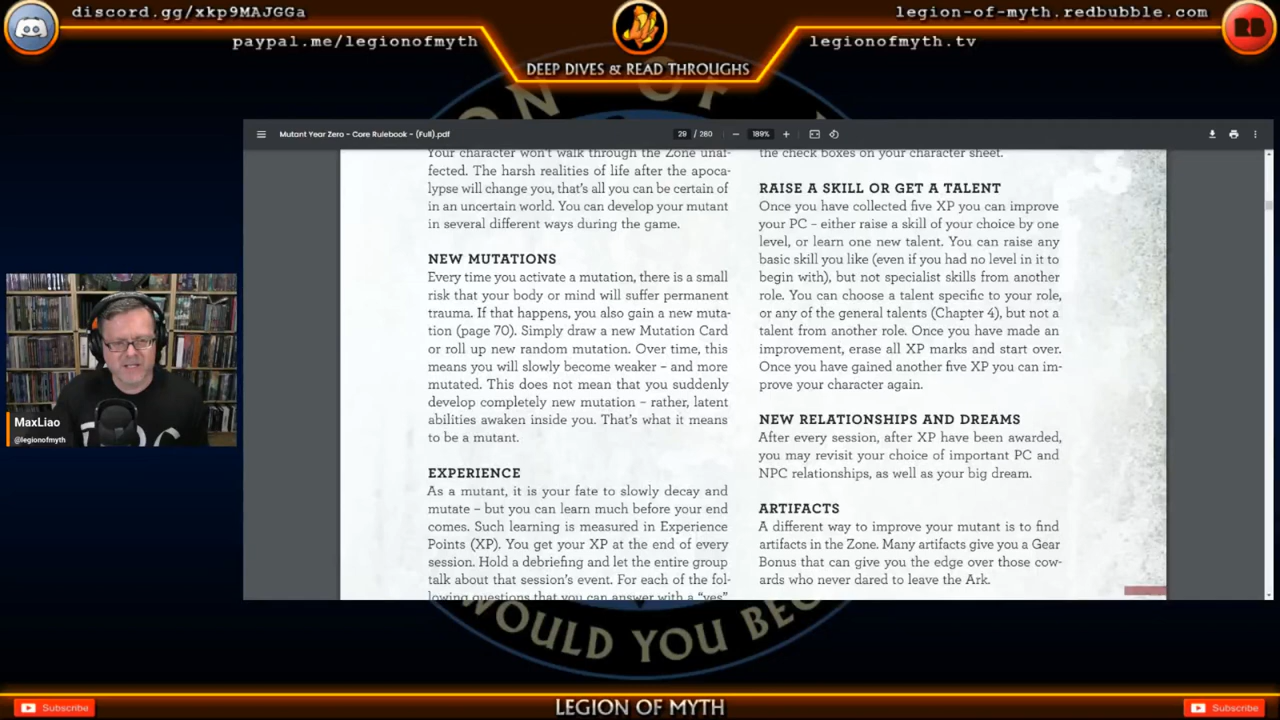 discord.gg/xkp9MAJGGa
paypal.me/legionofmyth
DEEP DIVES & READ THROUGHS
legion-of-myth.redbubble.com
legionofmyth.tv
RB
Mutant Year Zero - Core Rulebook - (Full).pdf
29 / 280
189%
Your character won't walk through the Zone unaf-
fected. The harsh realities of life after the apoca-
lypse will change you, that's all you can be certain of
in an uncertain world. You can develop your mutant
in several different ways during the game.
NEW MUTATIONS
Every time you activate a mutation, there is a small
risk that your body or mind will suffer permanent
trauma. If that happens, you also gain a new muta-
tion (page 70). Simply draw a new Mutation Card
or roll up new random mutation. Over time, this
means you will slowly become weaker – and more
mutated. This does not mean that you suddenly
develop completely new mutation – rather, latent
abilities awaken inside you. That's what it means
to be a mutant.
EXPERIENCE
As a mutant, it is your fate to slowly decay and
mutate – but you can learn much before your end
comes. Such learning is measured in Experience
Points (XP). You get your XP at the end of every
session. Hold a debriefing and let the entire group
talk about that session's event. For each of the fol-
lowing questions that you can answer with a "yes"
the check boxes on your character sheet.
RAISE A SKILL OR GET A TALENT
Once you have collected five XP you can improve
your PC – either raise a skill of your choice by one
level, or learn one new talent. You can raise any
basic skill you like (even if you had no level in it to
begin with), but not specialist skills from another
role. You can choose a talent specific to your role,
or any of the general talents (Chapter 4), but not a
talent from another role. Once you have made an
improvement, erase all XP marks and start over.
Once you have gained another five XP you can im-
prove your character again.
NEW RELATIONSHIPS AND DREAMS
After every session, after XP have been awarded,
you may revisit your choice of important PC and
NPC relationships, as well as your big dream.
ARTIFACTS
A different way to improve your mutant is to find
artifacts in the Zone. Many artifacts give you a Gear
Bonus that can give you the edge over those cow-
ards who never dared to leave the Ark.
MaxLiao
@legionofmyth
LEGION OF
WOULD YOU
Subscribe
LEGION OF MYTH
Subscribe